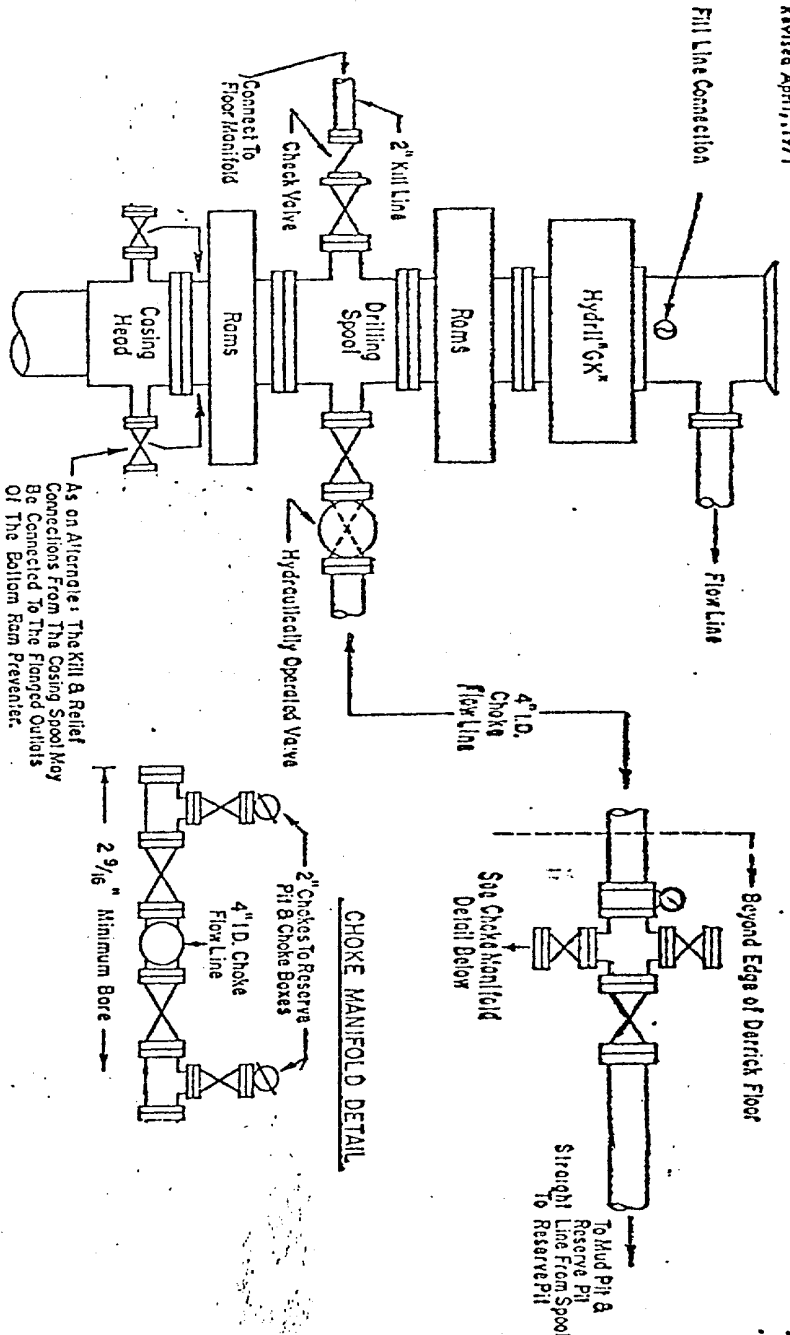 Revised April, 1971
Fill Line Connection
Flow Line
Hydrill "GK"
Rams
Drilling
Spool
Rams
Casing
Head
2" Kill Line
Check Valve
Connect To
Floor Manifold
Hydraulically Operated Valve
As an Alternate: The Kill & Relief
Connections From The Casing Spool May
Be Connected To The Flanged Outlets
Of The Bottom Ram Preventer.
4" I.D.
Choke
Flow Line
Beyond Edge of Derrick Floor
See Choke Manifold
Detail Below
To Mud Pit &
Reserve Pit
Straight Line From Spool
To Reserve Pit
CHOKE MANIFOLD DETAIL
2" Chokes To Reserve
Pit & Choke Boxes
4" I.D. Choke
Flow Line
2 9/16" Minimum Bore